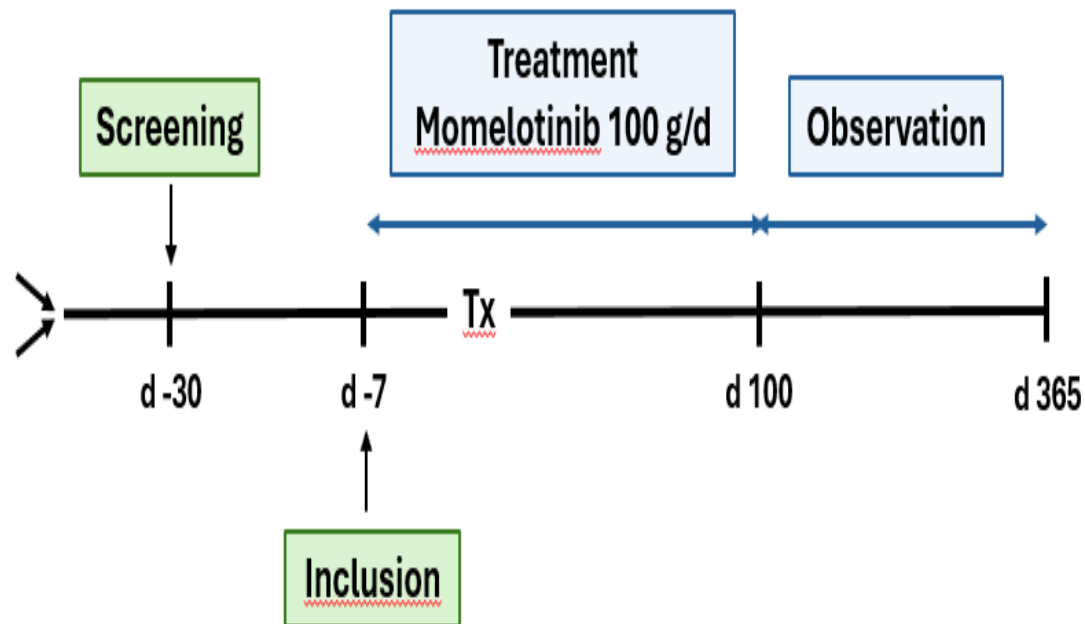 Screening
Treatment
Momelotinib 100 g/d
Observation
Tx
d -30
d -7
d 100
d 365
Inclusion